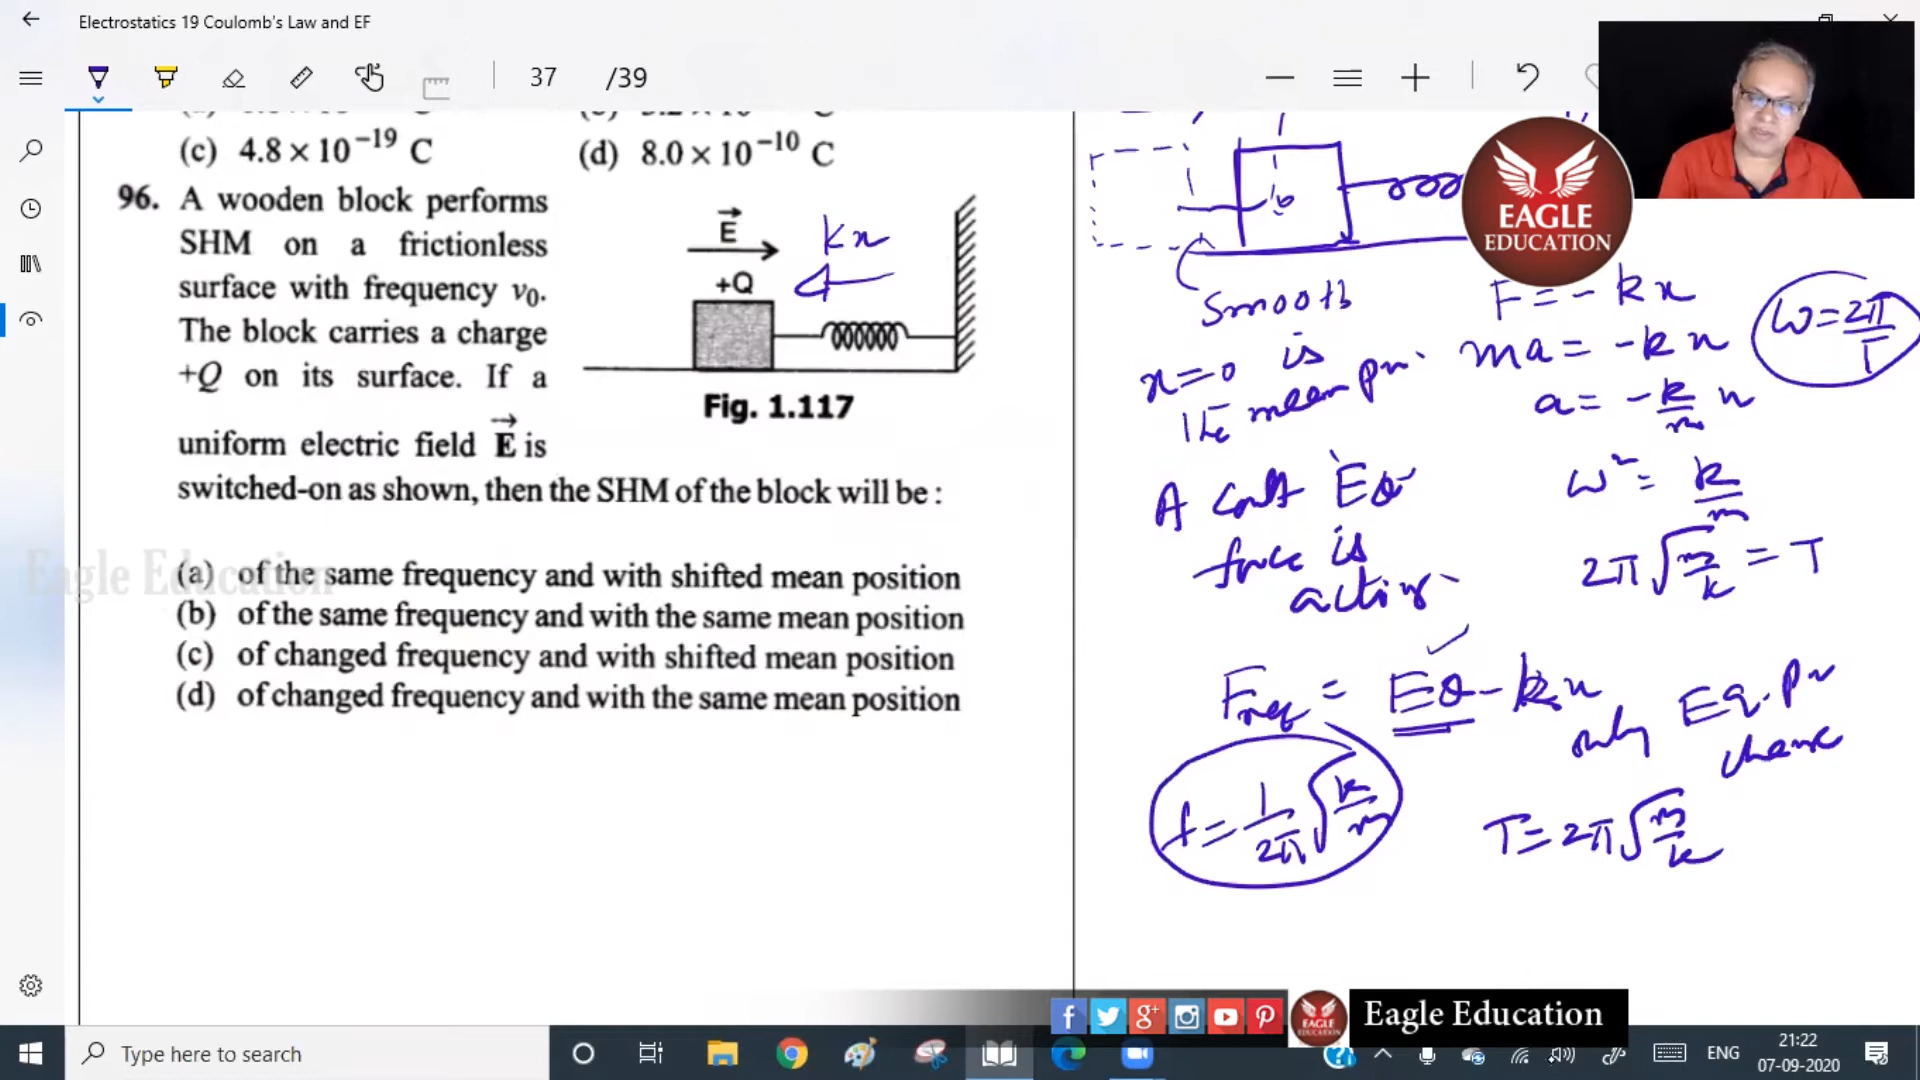 Electrostatics 19 Coulomb's Law and EF
37 /39
(c) 4.8 × 10⁻¹⁹ C (d) 8.0 × 10⁻¹⁰ C
96. A wooden block performs
SHM on a frictionless
surface with frequency ν₀.
The block carries a charge
+Q on its surface. If a
uniform electric field E⃗ is
switched-on as shown, then the SHM of the block will be :
(a) of the same frequency and with shifted mean position
(b) of the same frequency and with the same mean position
(c) of changed frequency and with shifted mean position
(d) of changed frequency and with the same mean position
E⃗
+Q
kx
Fig. 1.117
Eagle Education
EAGLE
EDUCATION
Smooth
x=0 is
the mean pn.
F = - kx
ma = - kx
a = - k/m x
ω = 2π/T
A const EQ
force is
acting
ω² = k/m
2π√m/k = T
F = EQ - kx
only Eq. pn
change
f = 1/2π √k/m
T = 2π√m/k
EAGLE
EDUCATION
Eagle Education
Type here to search
ENG
21:22
07-09-2020